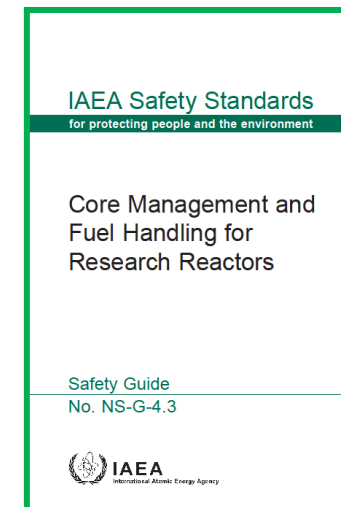 IAEA Safety Standards
for protecting people and the environment
Core Management and
Fuel Handling for
Research Reactors
Safety Guide
No. NS-G-4.3
IAEA
International Atomic Energy Agency